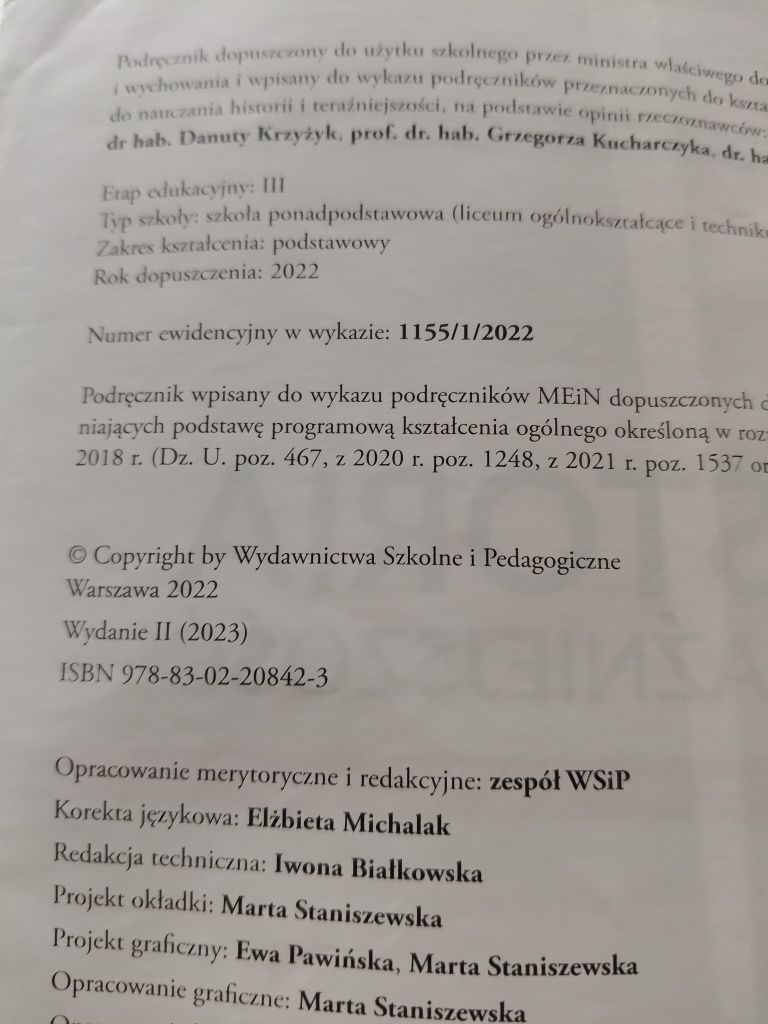 Podręcznik dopuszczony do użytku szkolnego przez ministra właściwego do
i wychowania i wpisany do wykazu podręczników przeznaczonych do kszta
do nauczania historii i teraźniejszości, na podstawie opinii rzeczoznawców:
dr hab. Danuty Krzyżyk, prof. dr. hab. Grzegorza Kucharczyka, dr. ha
Etap edukacyjny: III
Typ szkoły: szkoła ponadpodstawowa (liceum ogólnokształcące i technik
Zakres kształcenia: podstawowy
Rok dopuszczenia: 2022
Numer ewidencyjny w wykazie: 1155/1/2022
Podręcznik wpisany do wykazu podręczników MEiN dopuszczonych d
niających podstawę programową kształcenia ogólnego określoną w roz
2018 r. (Dz. U. poz. 467, z 2020 r. poz. 1248, z 2021 r. poz. 1537 or
© Copyright by Wydawnictwa Szkolne i Pedagogiczne
Warszawa 2022
Wydanie II (2023)
ISBN 978-83-02-20842-3
Opracowanie merytoryczne i redakcyjne: zespół WSiP
Korekta językowa: Elżbieta Michalak
Redakcja techniczna: Iwona Białkowska
Projekt okładki: Marta Staniszewska
Projekt graficzny: Ewa Pawińska, Marta Staniszewska
Opracowanie graficzne: Marta Staniszewska